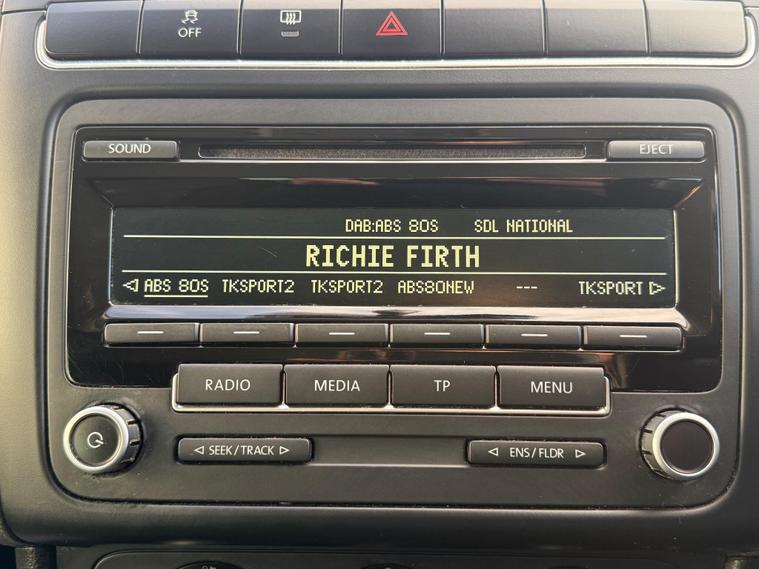 OFF
SOUND
EJECT
DAB:ABS 80S SDL NATIONAL
RICHIE FIRTH
ABS 80S TKSPORT2 TKSPORT2 ABS80NEW --- TKSPORT
RADIO MEDIA TP MENU
SEEK / TRACK ENS / FLDR